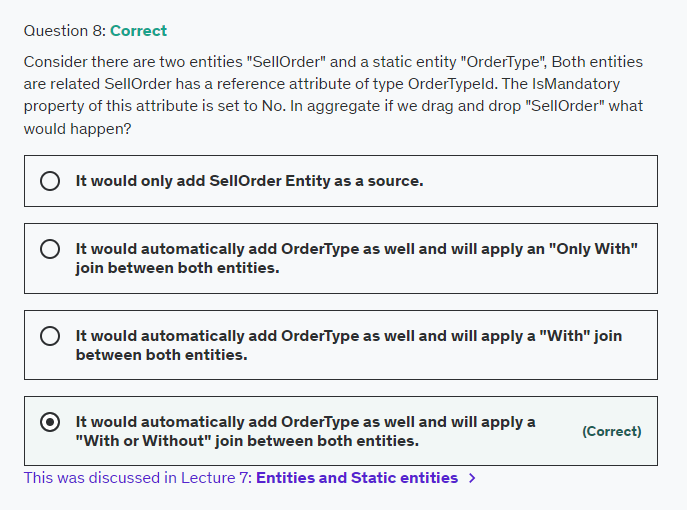 Question 8: Correct
Consider there are two entities "SellOrder" and a static entity "OrderType", Both entities
are related SellOrder has a reference attribute of type OrderTypeId. The IsMandatory
property of this attribute is set to No. In aggregate if we drag and drop "SellOrder" what
would happen?
It would only add SellOrder Entity as a source.
It would automatically add OrderType as well and will apply an "Only With"
join between both entities.
It would automatically add OrderType as well and will apply a "With" join
between both entities.
It would automatically add OrderType as well and will apply a
"With or Without" join between both entities.
(Correct)
This was discussed in Lecture 7: Entities and Static entities >